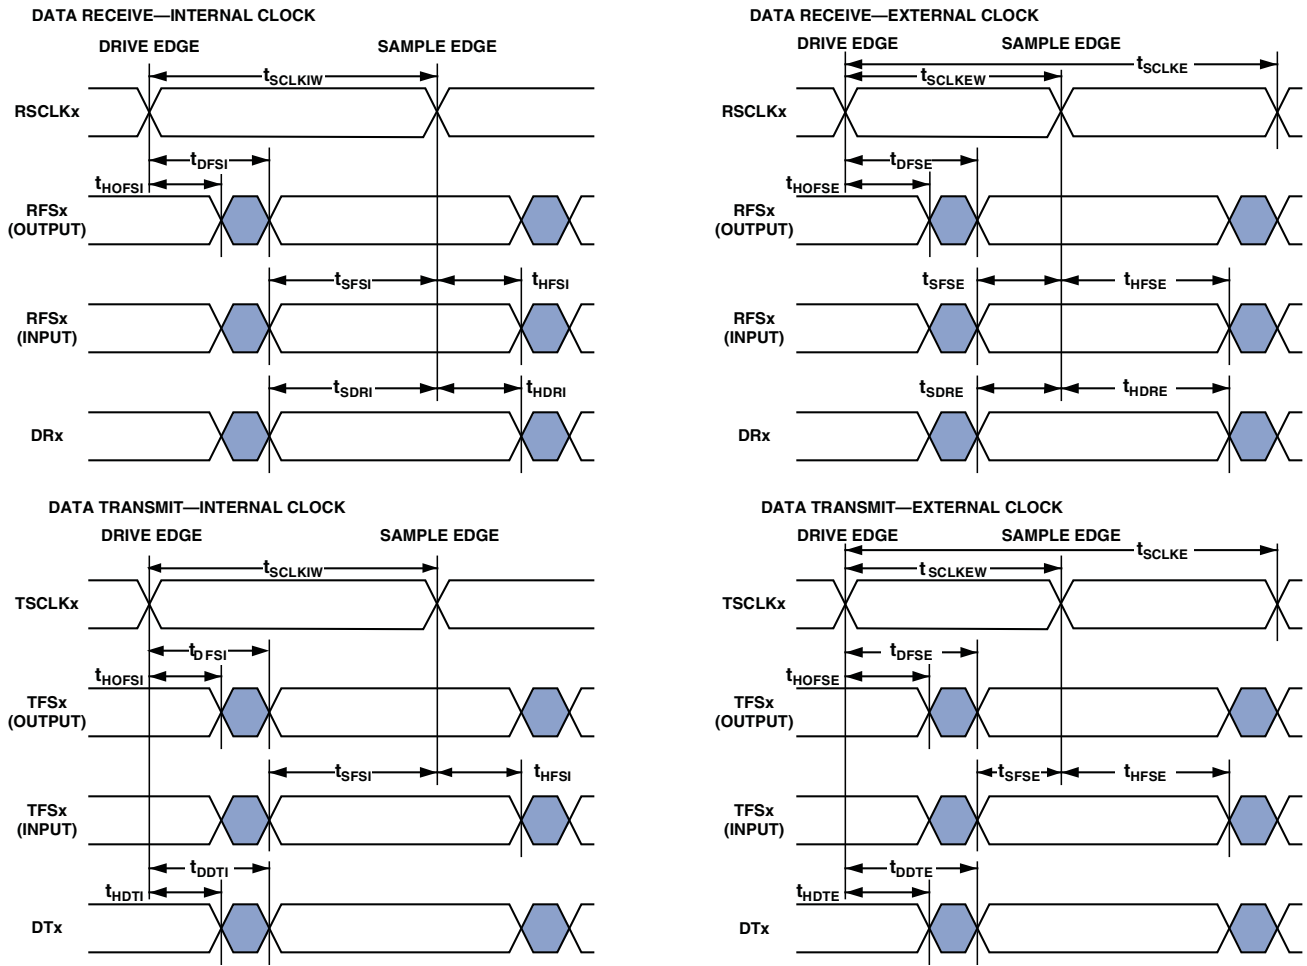 DATA RECEIVE—INTERNAL CLOCK
DRIVE EDGE
SAMPLE EDGE
tSCLKIW
RSCLKx
tDFSI
tHOFSI
RFSx
(OUTPUT)
tSFSI
tHFSI
RFSx
(INPUT)
tSDRI
tHDRI
DRx
DATA RECEIVE—EXTERNAL CLOCK
DRIVE EDGE
SAMPLE EDGE
tSCLKE
tSCLKEW
RSCLKx
tDFSE
tHOFSE
RFSx
(OUTPUT)
tSFSE
tHFSE
RFSx
(INPUT)
tSDRE
tHDRE
DRx
DATA TRANSMIT—INTERNAL CLOCK
DRIVE EDGE
SAMPLE EDGE
tSCLKIW
TSCLKx
tDFSI
tHOFSI
TFSx
(OUTPUT)
tSFSI
tHFSI
TFSx
(INPUT)
tDDTI
tHDTI
DTx
DATA TRANSMIT—EXTERNAL CLOCK
DRIVE EDGE
SAMPLE EDGE
tSCLKE
tSCLKEW
TSCLKx
tDFSE
tHOFSE
TFSx
(OUTPUT)
tSFSE
tHFSE
TFSx
(INPUT)
tDDTE
tHDTE
DTx